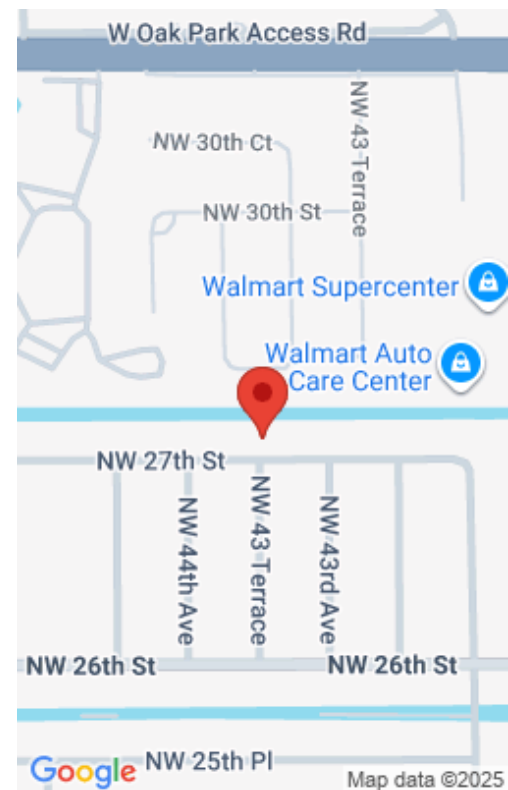 W Oak Park Access Rd
NW 43 Terrace
NW 30th Ct
NW 30th St
Walmart Supercenter
Walmart Auto
Care Center
NW 27th St
NW 44th Ave
NW 43 Terrace
NW 43rd Ave
NW 26th St
NW 26th St
NW 25th Pl
Google
Map data ©2025